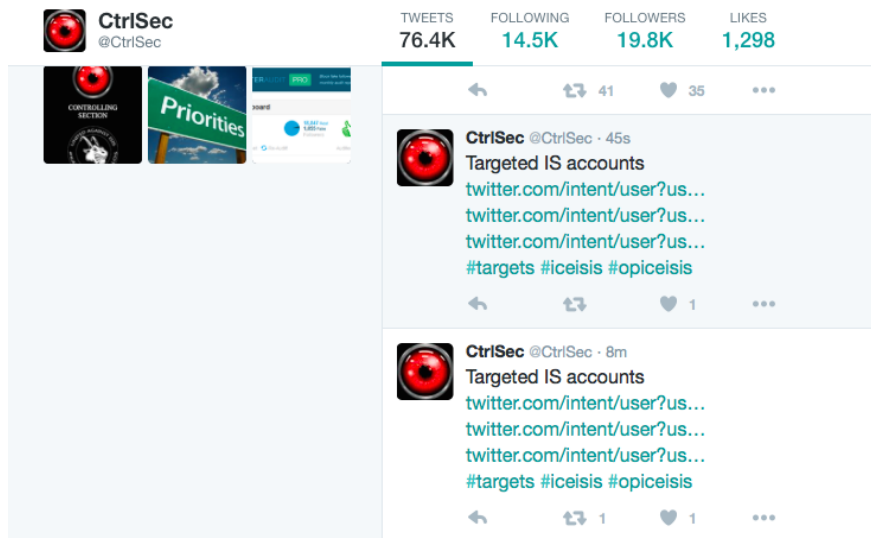 CtrlSec
@CtrlSec
TWEETS
76.4K
FOLLOWING
14.5K
FOLLOWERS
19.8K
LIKES
1,298
CONTROLLING
SECTION
Priorities
PRO
41 35
CtrlSec @CtrlSec · 45s
Targeted IS accounts
twitter.com/intent/user?us...
twitter.com/intent/user?us...
twitter.com/intent/user?us...
#targets #iceisis #opiceisis
1
CtrlSec @CtrlSec · 8m
Targeted IS accounts
twitter.com/intent/user?us...
twitter.com/intent/user?us...
twitter.com/intent/user?us...
#targets #iceisis #opiceisis
1 1